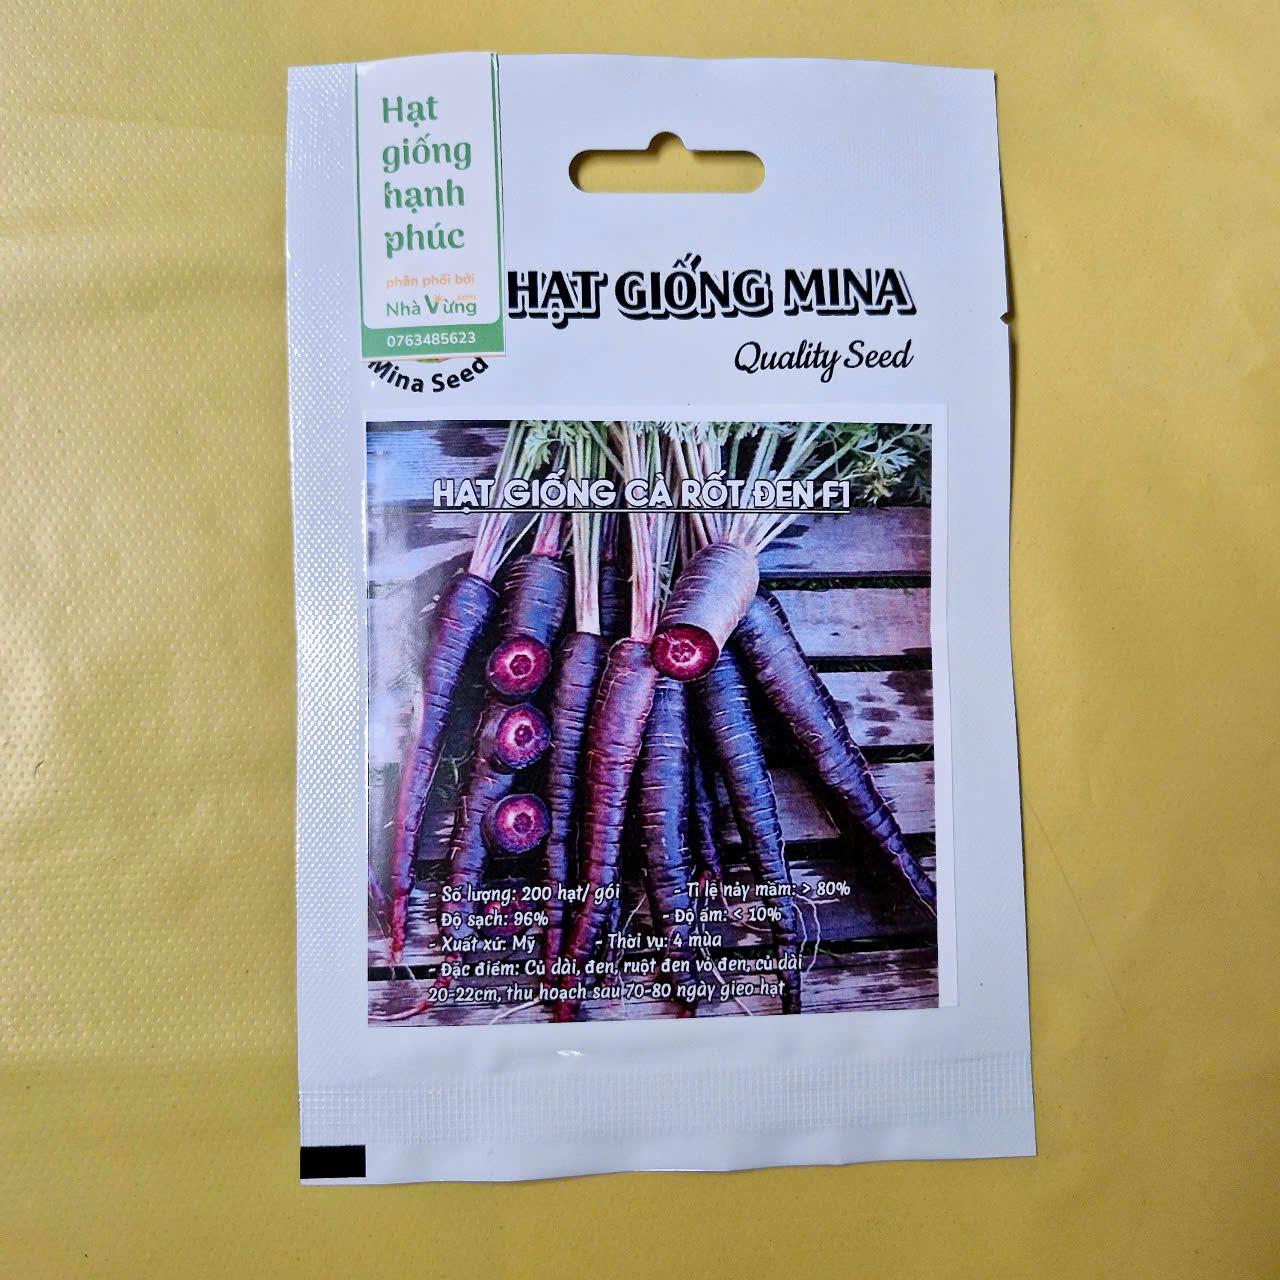 Hạt
giống
hạnh
phúc
phân phối bởi
Nhà Vừng
.com
0763485623
HẠT GIỐNG MINA
Mina Seed
Quality Seed
HẠT GIỐNG CÀ RỐT ĐEN F1
- Số lượng: 200 hạt/ gói - Tỉ lệ nảy mầm: > 80%
- Độ sạch: 96% - Độ ẩm: < 10%
- Xuất xứ: Mỹ - Thời vụ: 4 mùa
- Đặc điểm: Củ dài, đen, ruột đen vỏ đen, củ dài
20-22cm, thu hoạch sau 70-80 ngày gieo hạt